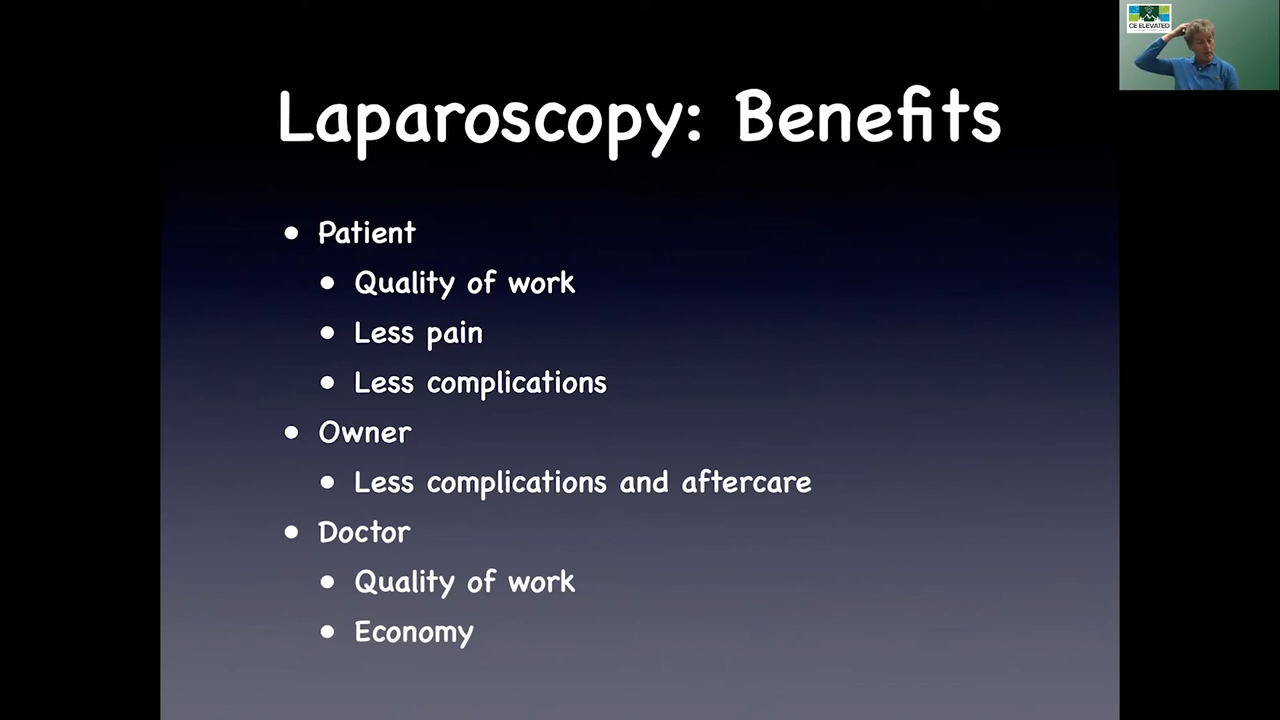 CE ELEVATED
Laparoscopy: Benefits
• Patient
• Quality of work
• Less pain
• Less complications
• Owner
• Less complications and aftercare
• Doctor
• Quality of work
• Economy